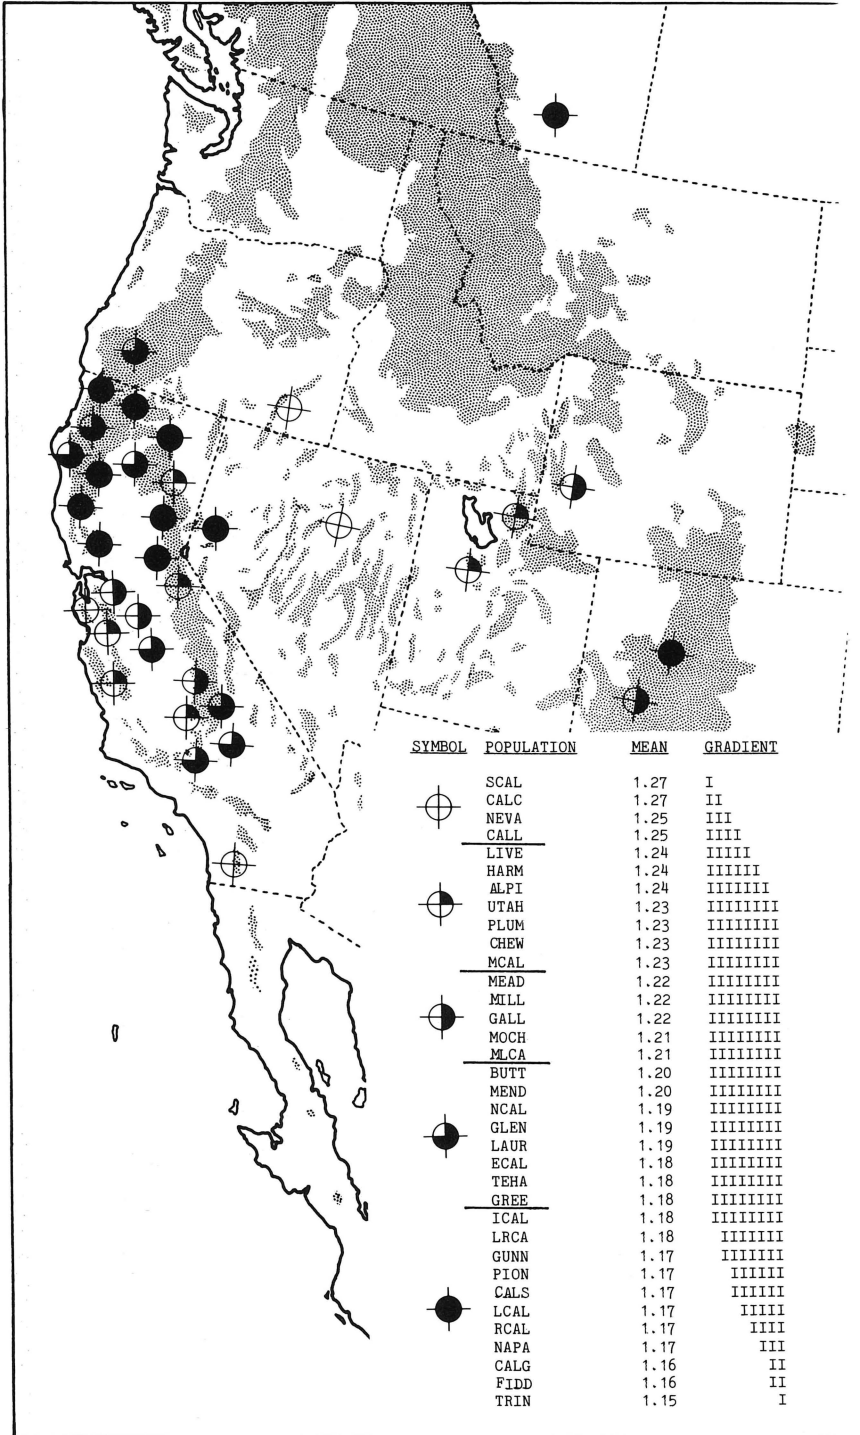 SYMBOL POPULATION MEAN GRADIENT
SCAL 1.27 I
CALC 1.27 II
NEVA 1.25 III
CALL 1.25 IIII
LIVE 1.24 IIIII
HARM 1.24 IIIIII
ALPI 1.24 IIIIIII
UTAH 1.23 IIIIIIII
PLUM 1.23 IIIIIIII
CHEW 1.23 IIIIIIII
MCAL 1.23 IIIIIIII
MEAD 1.22 IIIIIIII
MILL 1.22 IIIIIIII
GALL 1.22 IIIIIIII
MOCH 1.21 IIIIIIII
MLCA 1.21 IIIIIIII
BUTT 1.20 IIIIIIII
MEND 1.20 IIIIIIII
NCAL 1.19 IIIIIIII
GLEN 1.19 IIIIIIII
LAUR 1.19 IIIIIIII
ECAL 1.18 IIIIIIII
TEHA 1.18 IIIIIIII
GREE 1.18 IIIIIIII
ICAL 1.18 IIIIIIII
LRCA 1.18 IIIIIII
GUNN 1.17 IIIIIII
PION 1.17 IIIIII
CALS 1.17 IIIIII
LCAL 1.17 IIIII
RCAL 1.17 IIII
NAPA 1.17 III
CALG 1.16 II
FIDD 1.16 II
TRIN 1.15 I